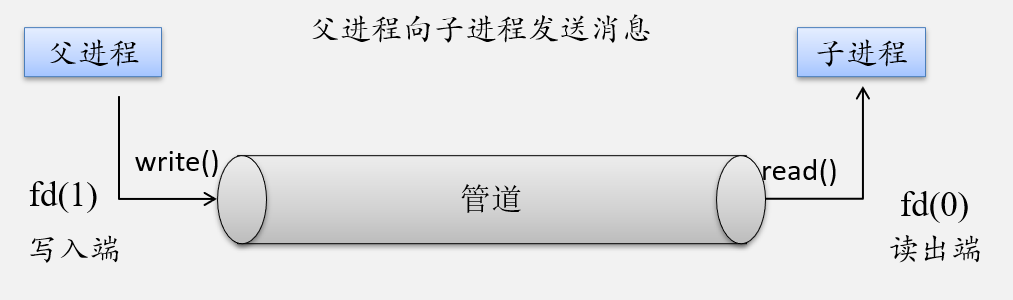 父进程向子进程发送消息
父进程
子进程
write()
read()
fd(1)
管道
fd(0)
写入端
读出端